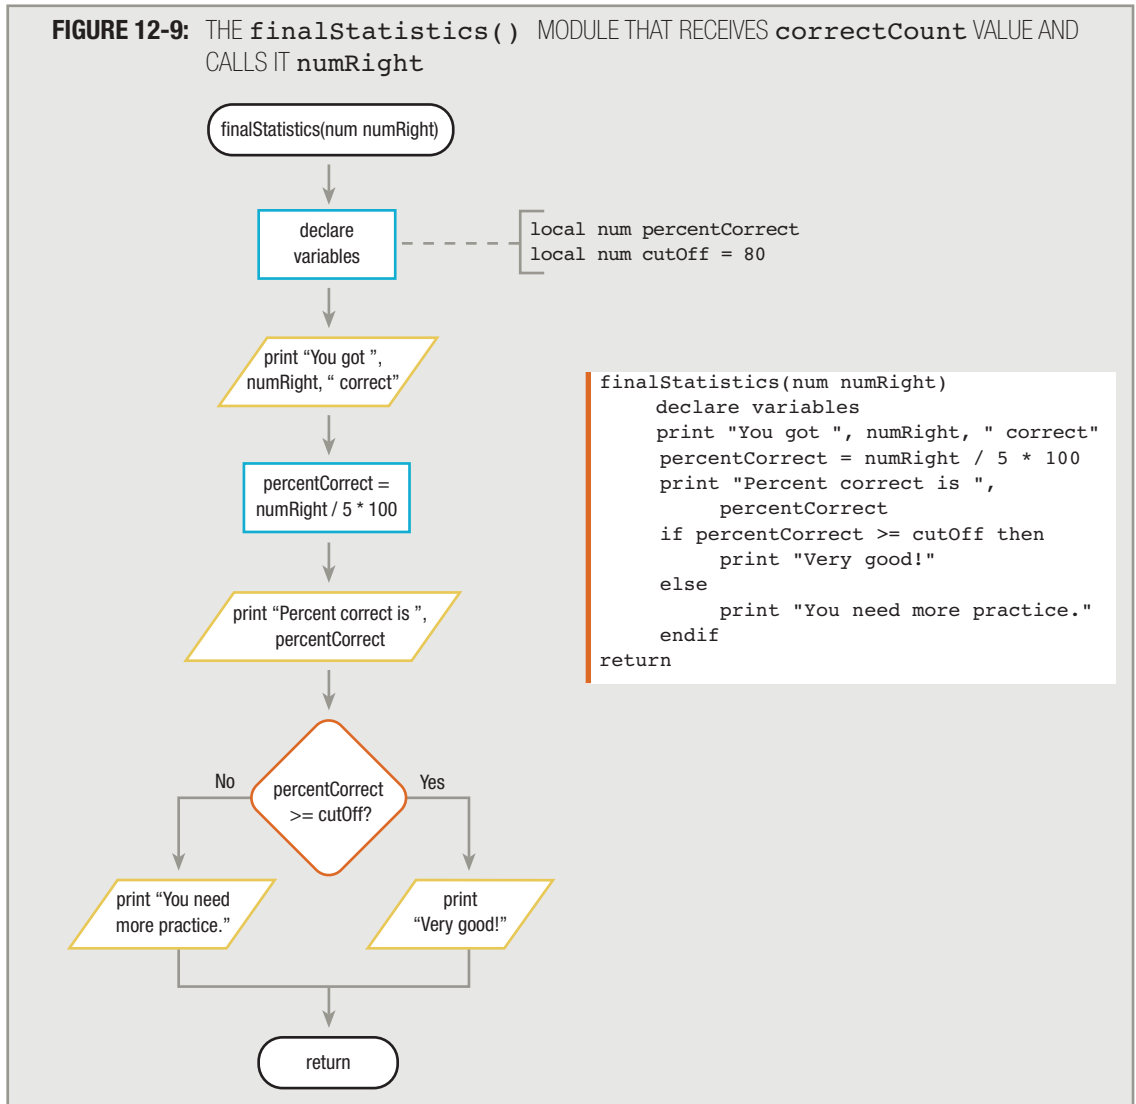 FIGURE 12-9: THE finalStatistics() MODULE THAT RECEIVES correctCount VALUE AND
CALLS IT numRight
finalStatistics(num numRight)
declare
variables
local num percentCorrect
local num cutOff = 80
print “You got ”,
numRight, “ correct”
percentCorrect =
numRight / 5 * 100
print “Percent correct is ”,
percentCorrect
percentCorrect
>= cutOff?
No
Yes
print “You need
more practice.”
print
“Very good!”
return
finalStatistics(num numRight)
declare variables
print "You got ", numRight, " correct"
percentCorrect = numRight / 5 * 100
print "Percent correct is ",
percentCorrect
if percentCorrect >= cutOff then
print "Very good!"
else
print "You need more practice."
endif
return